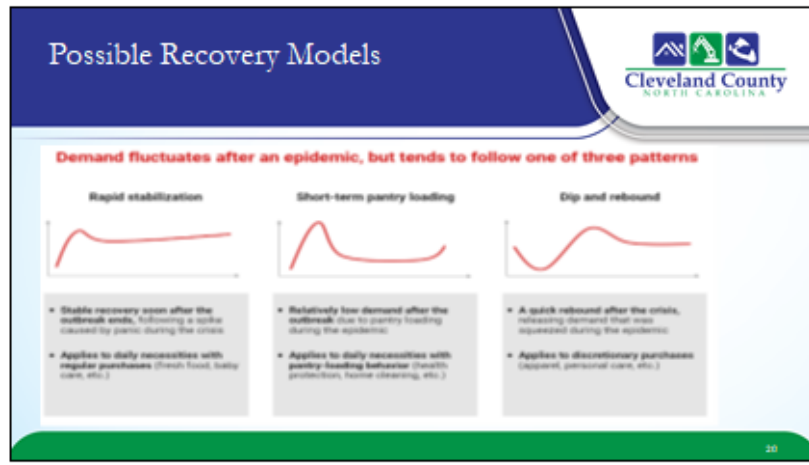 Possible Recovery Models
Cleveland County
NORTH CAROLINA
Demand fluctuates after an epidemic, but tends to follow one of three patterns
Rapid stabilization
Short-term pantry loading
Dip and rebound
• Stable recovery soon after the
outbreak ends, following a spike
caused by panic during the crisis
• Applies to daily necessities with
regular purchases (fresh food, baby
care, etc.)
• Relatively low demand after the
outbreak due to pantry loading
during the epidemic
• Applies to daily necessities with
pantry-loading behavior (health
protection, home cleaning, etc.)
• A quick rebound after the crisis,
releasing demand that was
squeezed during the epidemic
• Applies to discretionary purchases
(apparel, personal care, etc.)
20